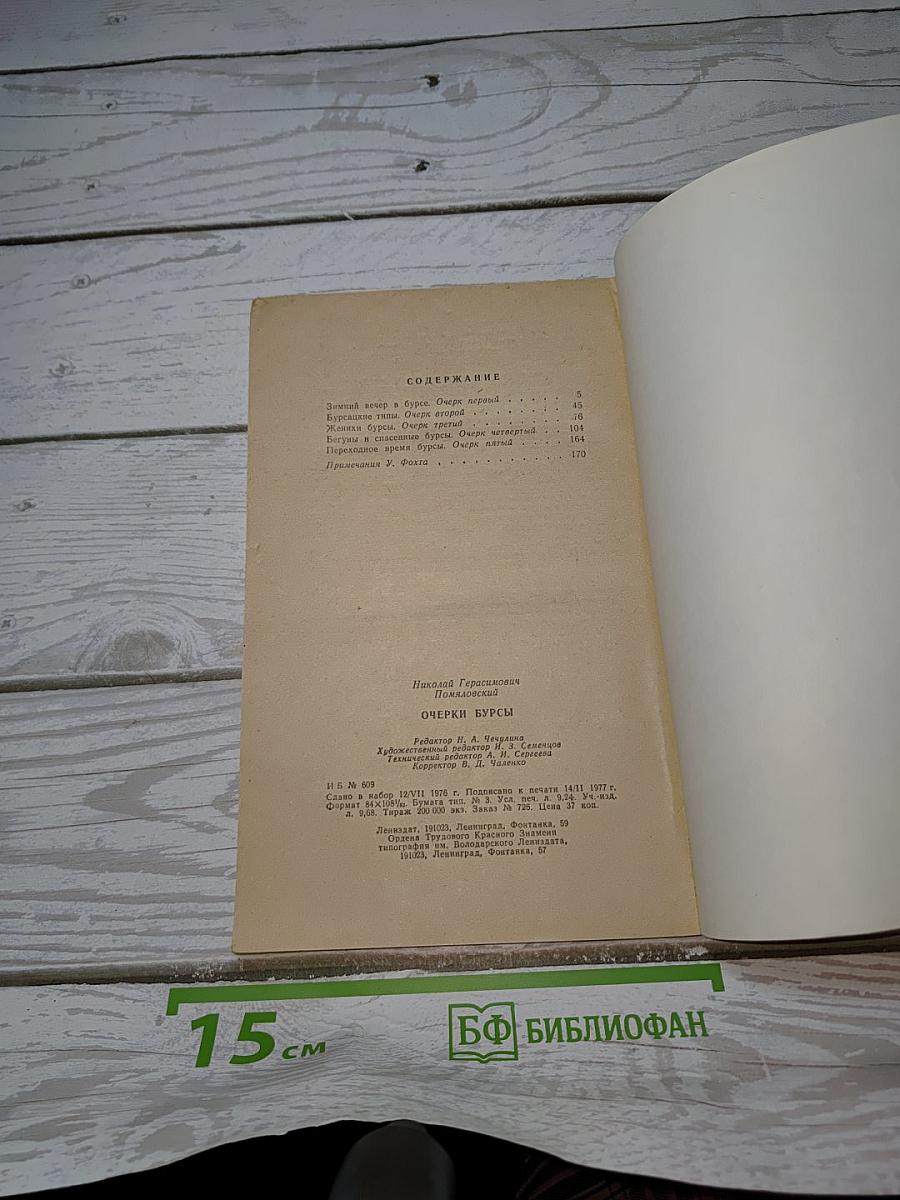 СОДЕРЖАНИЕ
Зимний вечер в бурсе. Очерк первый . . . . . 5
Бурсацкие типы. Очерк второй . . . . . . . . 45
Женихи бурсы. Очерк третий . . . . . . . . 76
Бегуны и спасенные бурсы. Очерк четвертый . . 104
Переходное время бурсы. Очерк пятый . . . . 164
Примечания У. Фохта . . . . . . . . . . . 170
Николай Герасимович
Помяловский
ОЧЕРКИ БУРСЫ
Редактор Н. А. Чечулина
Художественный редактор И. З. Семенцов
Технический редактор А. И. Сергеева
Корректор В. Д. Чаленко
И Б № 609
Сдано в набор 12/VII 1976 г. Подписано к печати 14/II 1977 г.
Формат 84×108¹/₃₂. Бумага тип. № 3. Усл. печ. л. 9,24. Уч.-изд.
л. 9,68. Тираж 200 000 экз. Заказ № 726. Цена 37 коп.
Лениздат, 191023, Ленинград, Фонтанка, 59
Ордена Трудового Красного Знамени
типография им. Володарского Лениздата,
191023, Ленинград, Фонтанка, 57
15 см
БФ БИБЛИОФАН